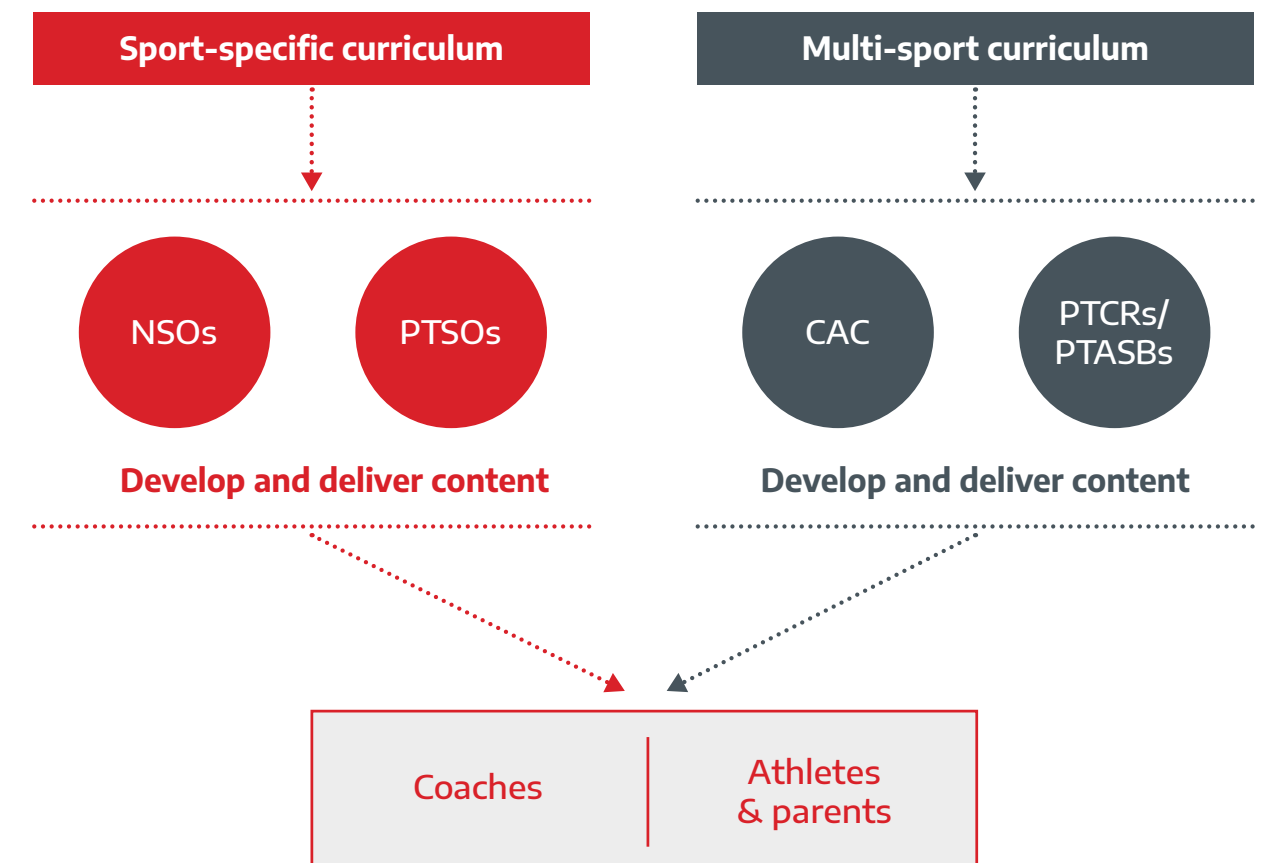 Sport-specific curriculum
Multi-sport curriculum
NSOs
PTSOs
CAC
PTCRs/
PTASBs
Develop and deliver content
Develop and deliver content
Coaches
Athletes
& parents